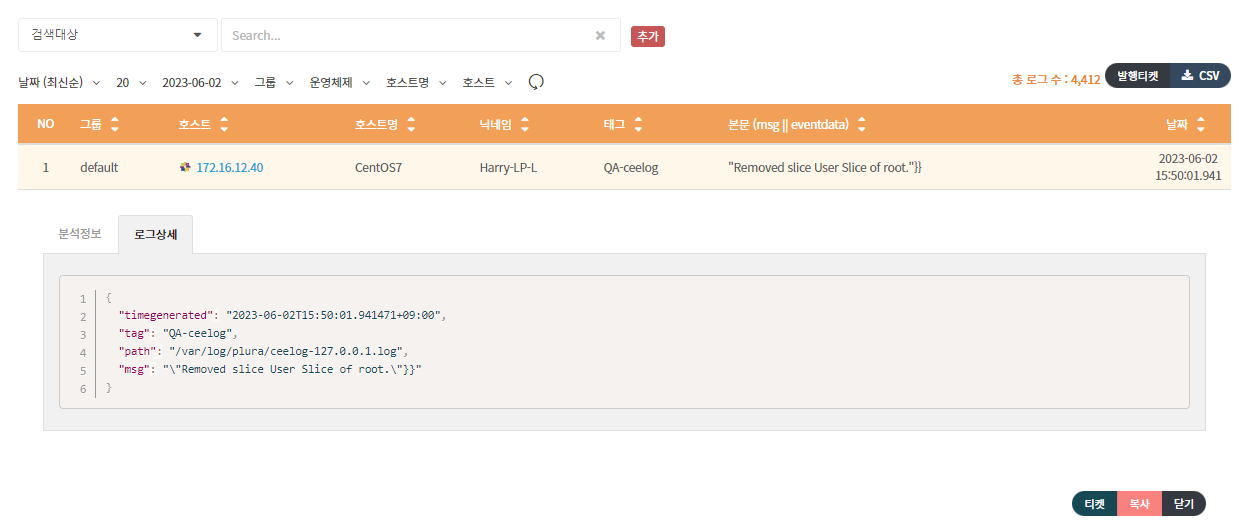 검색대상 Search... 추가
날짜 (최신순) 20 2023-06-02 그룹 운영체제 호스트명 호스트 총 로그 수 : 4,412 발행티켓 CSV
NO 그룹 호스트 호스트명 닉네임 태그 본문 (msg || eventdata) 날짜
1 default 172.16.12.40 CentOS7 Harry-LP-L QA-ceelog "Removed slice User Slice of root."}} 2023-06-02
15:50:01.941
분석정보 로그상세
1 {
2 "timegenerated": "2023-06-02T15:50:01.941471+09:00",
3 "tag": "QA-ceelog",
4 "path": "/var/log/plura/ceelog-127.0.0.1.log",
5 "msg": "\"Removed slice User Slice of root.\"}}"
6 }
티켓 복사 닫기